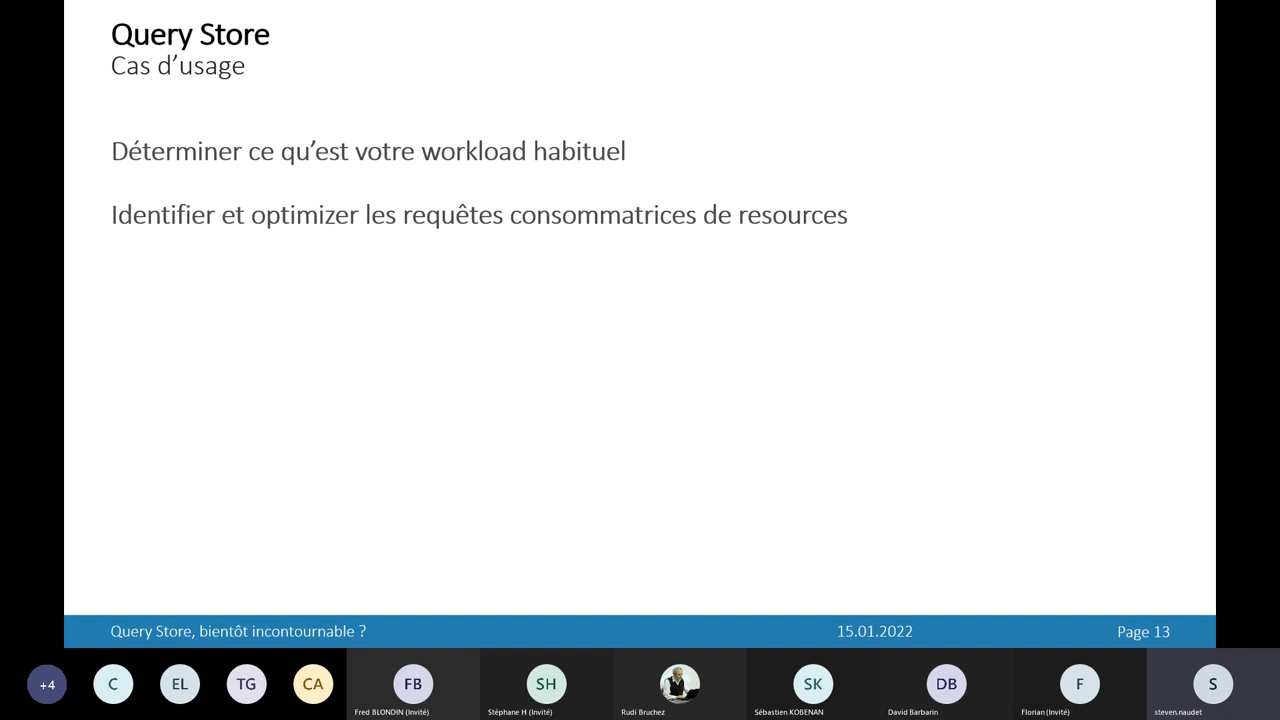 Query Store
Cas d’usage
Déterminer ce qu’est votre workload habituel
Identifier et optimizer les requêtes consommatrices de resources
Query Store, bientôt incontournable ?
15.01.2022
Page 13
+4
C
EL
TG
CA
FB
SH
SK
DB
F
S
Fred BLONDIN (Invité)
Stéphane H (Invité)
Rudi Bruchez
Sébastien KOBENAN
David Barbarin
Florian (Invité)
steven.naudet